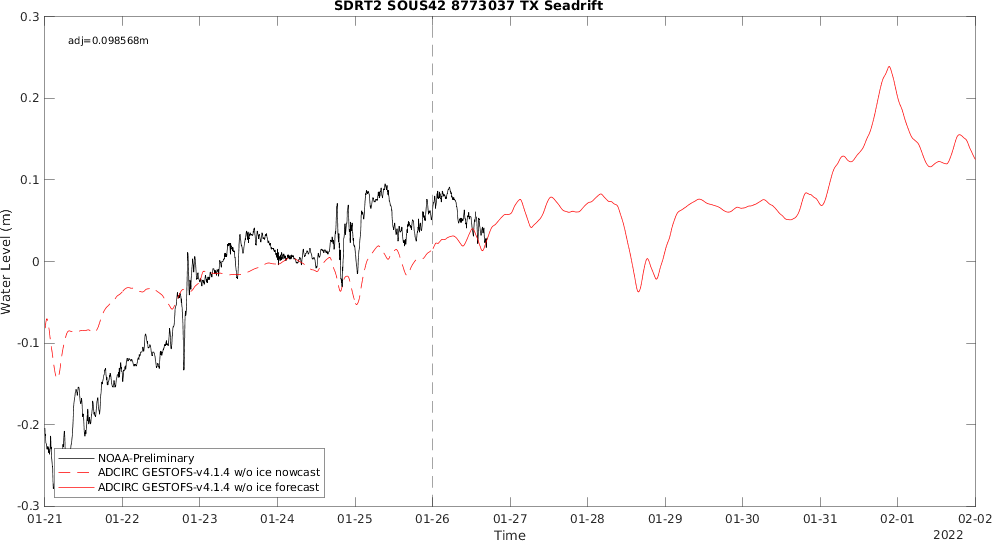 SDRT2 SOUS42 8773037 TX Seadrift
adj=0.098568m
0.3
0.2
0.1
0
-0.1
-0.2
-0.3
Water Level (m)
NOAA-Preliminary
ADCIRC GESTOFS-v4.1.4 w/o ice nowcast
ADCIRC GESTOFS-v4.1.4 w/o ice forecast
01-21 01-22 01-23 01-24 01-25 01-26 01-27 01-28 01-29 01-30 01-31 02-01 02-02
Time
2022